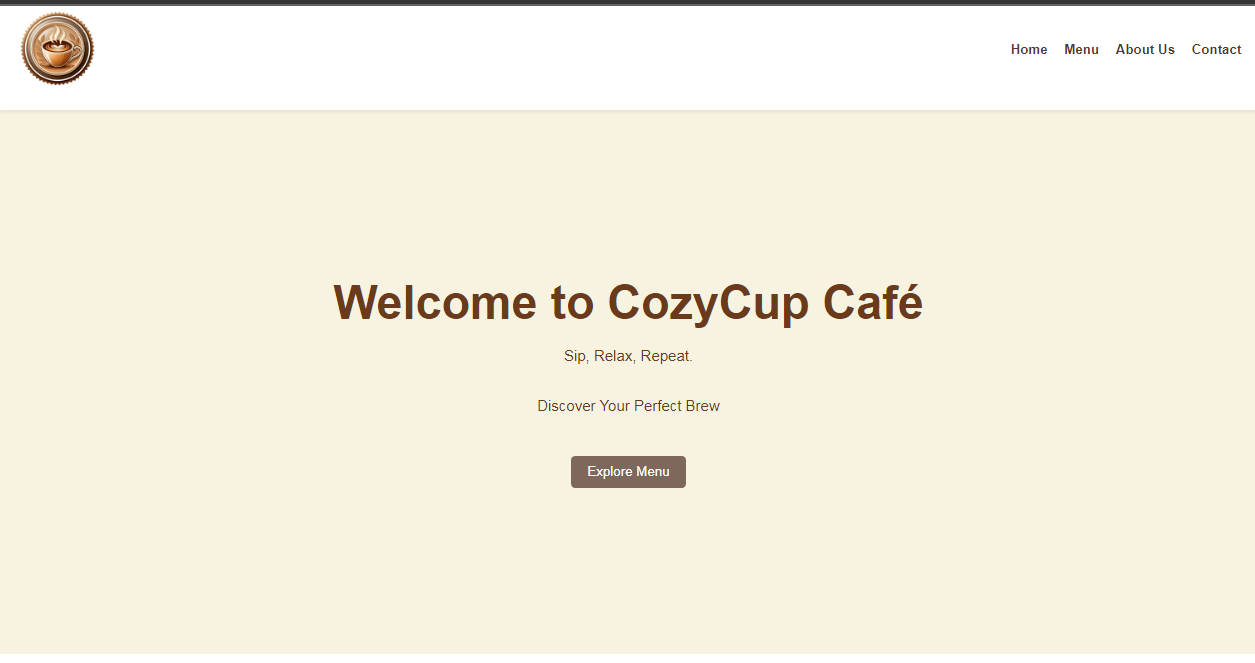 Home Menu About Us Contact
Welcome to CozyCup Café
Sip, Relax, Repeat.
Discover Your Perfect Brew
Explore Menu